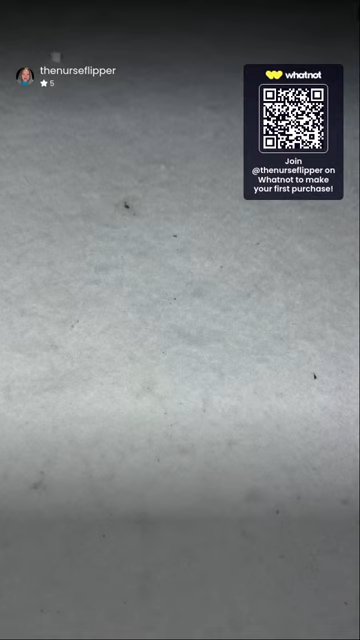 thenurseflipper
5
whatnot
Join
@thenurseflipper on
Whatnot to make
your first purchase!